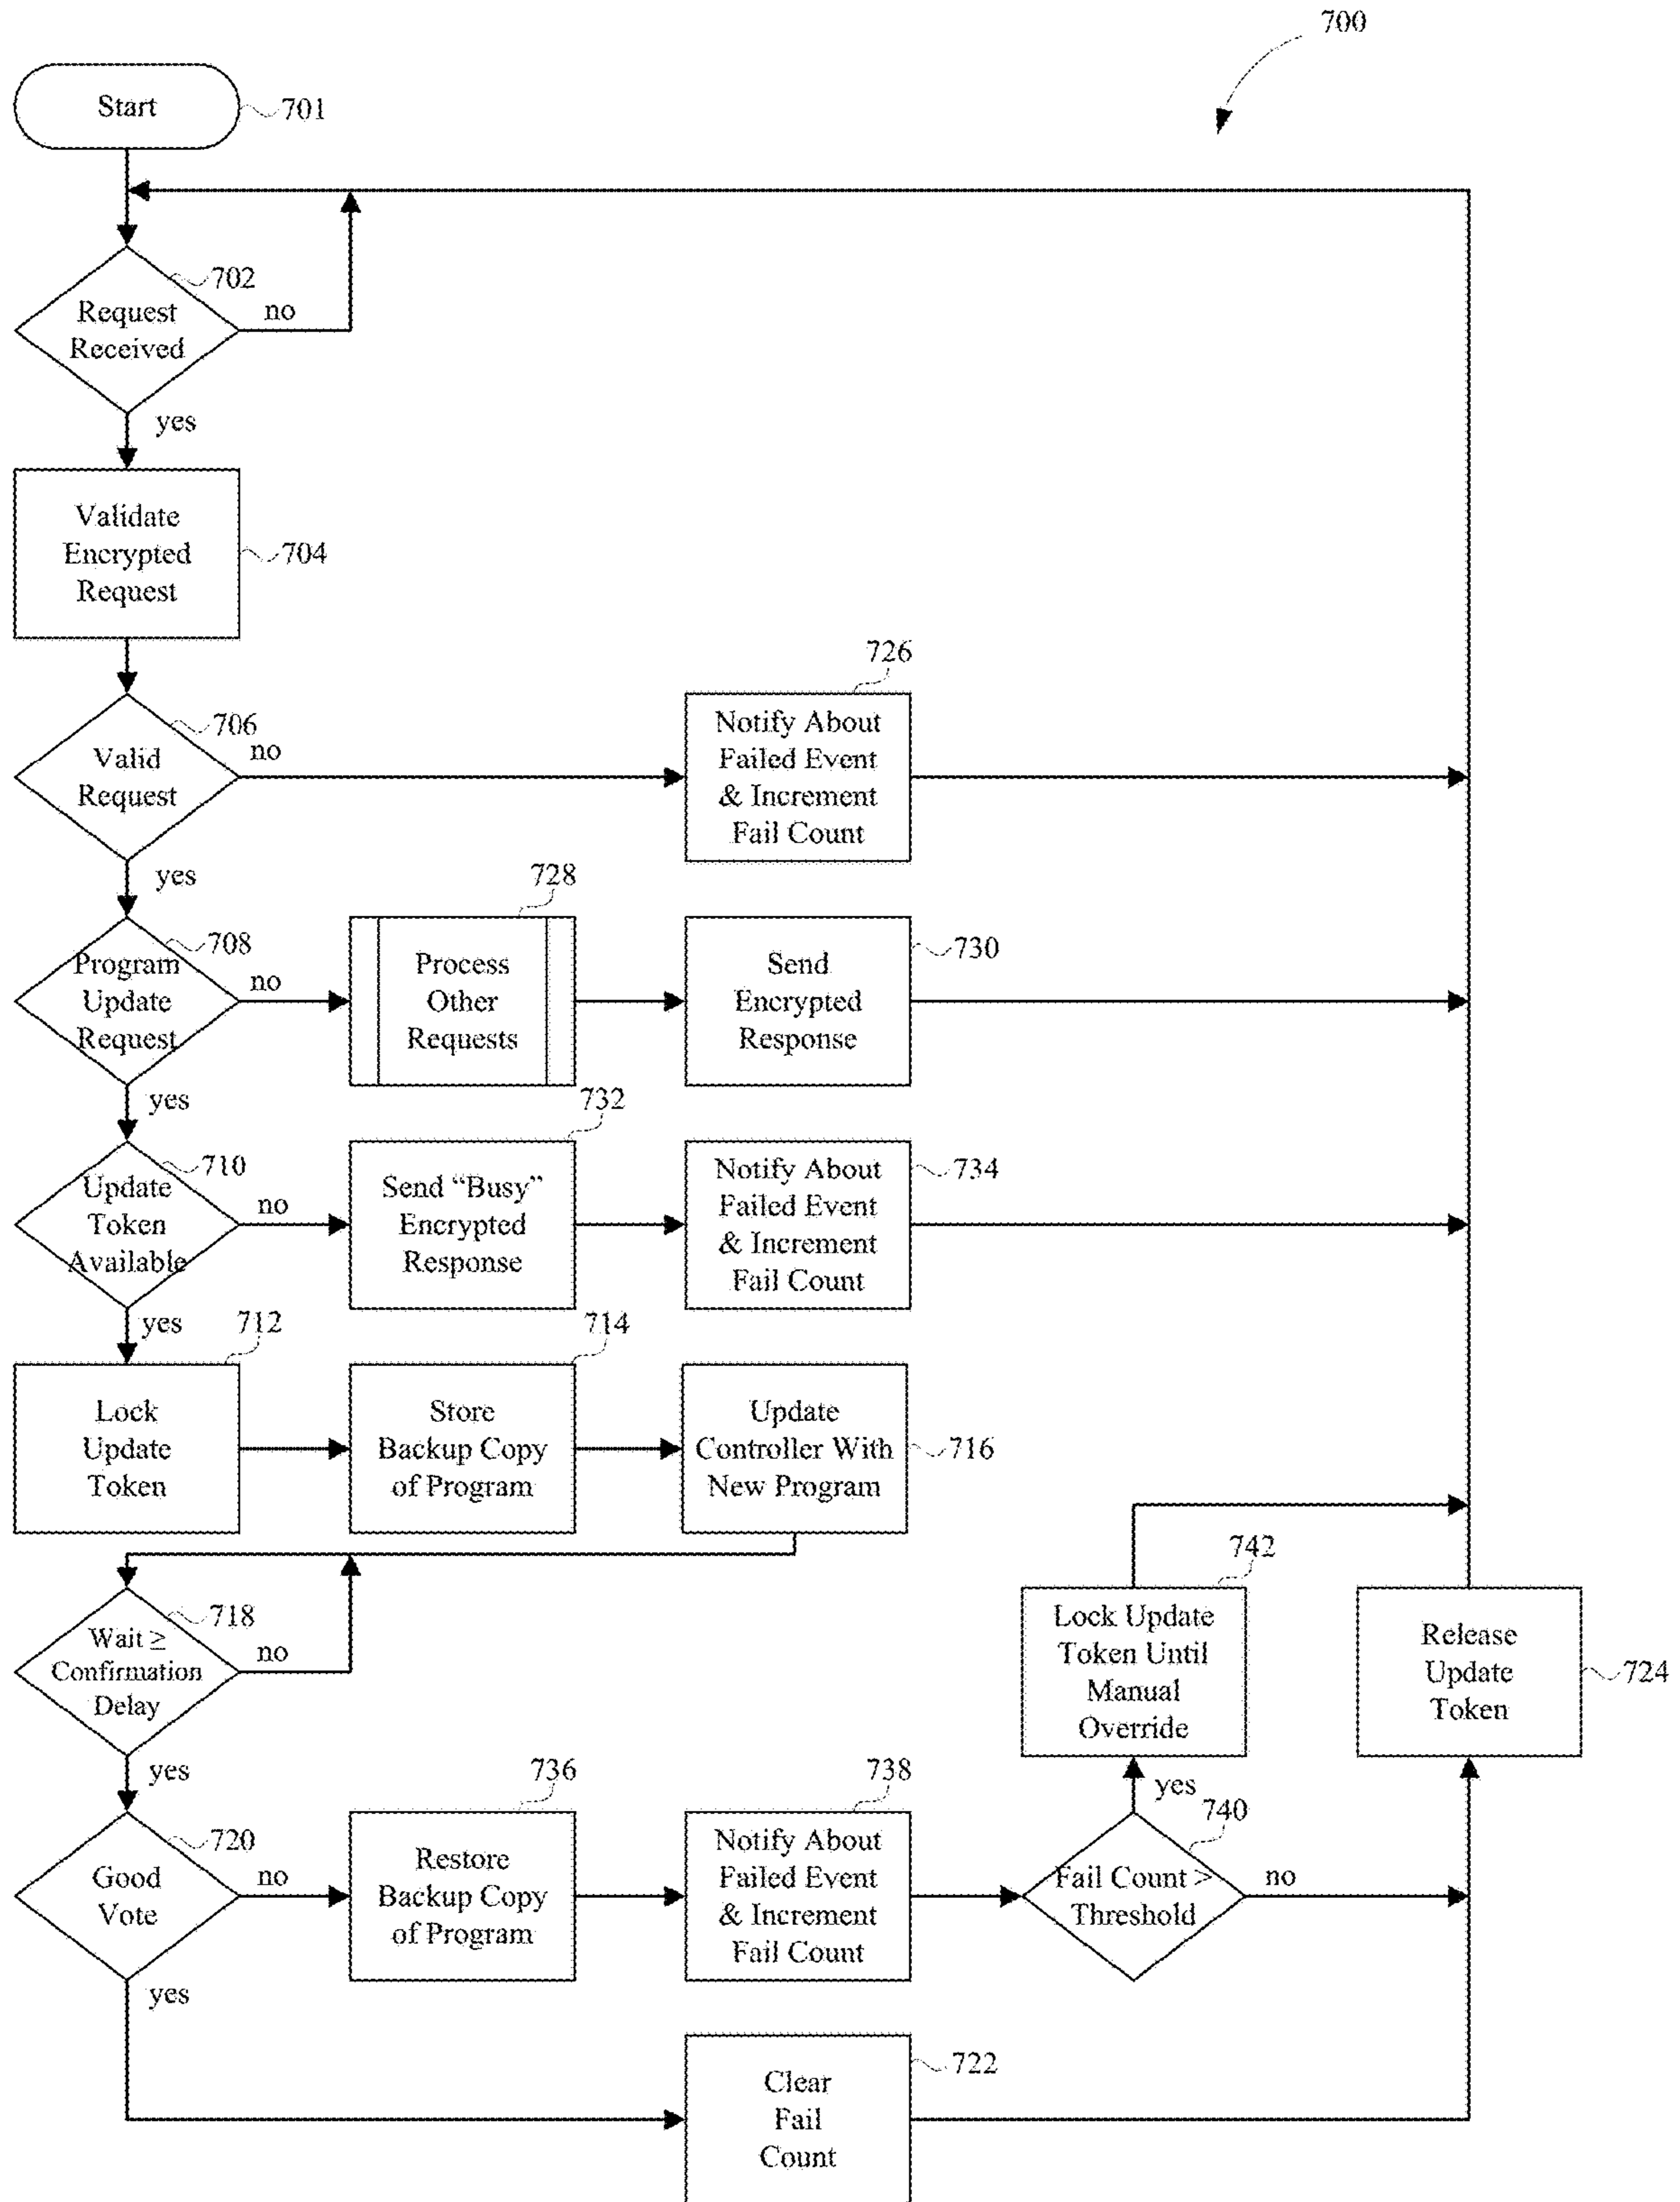 700
Start
701
702
Request
Received
no
yes
Validate
Encrypted
Request
704
726
706
Valid
Request
no
Notify About
Failed Event
& Increment
Fail Count
yes
728
708
Program
Update
Request
no
Process
Other
Requests
Send
Encrypted
Response
730
yes
732
710
Update
Token
Available
no
Send “Busy”
Encrypted
Response
Notify About
Failed Event
& Increment
Fail Count
734
yes
712
714
Lock
Update
Token
Store
Backup Copy
of Program
Update
Controller With
New Program
716
718
Wait ≥
Confirmation
Delay
no
742
Lock Update
Token Until
Manual
Override
Release
Update
Token
724
yes
736
738
yes
740
720
Good
Vote
no
Restore
Backup Copy
of Program
Notify About
Failed Event
& Increment
Fail Count
Fail Count >
Threshold
no
yes
Clear
Fail
Count
722